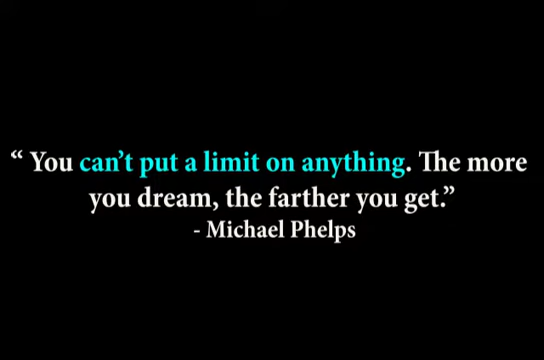 “ You can’t put a limit on anything. The more
you dream, the farther you get.”
- Michael Phelps